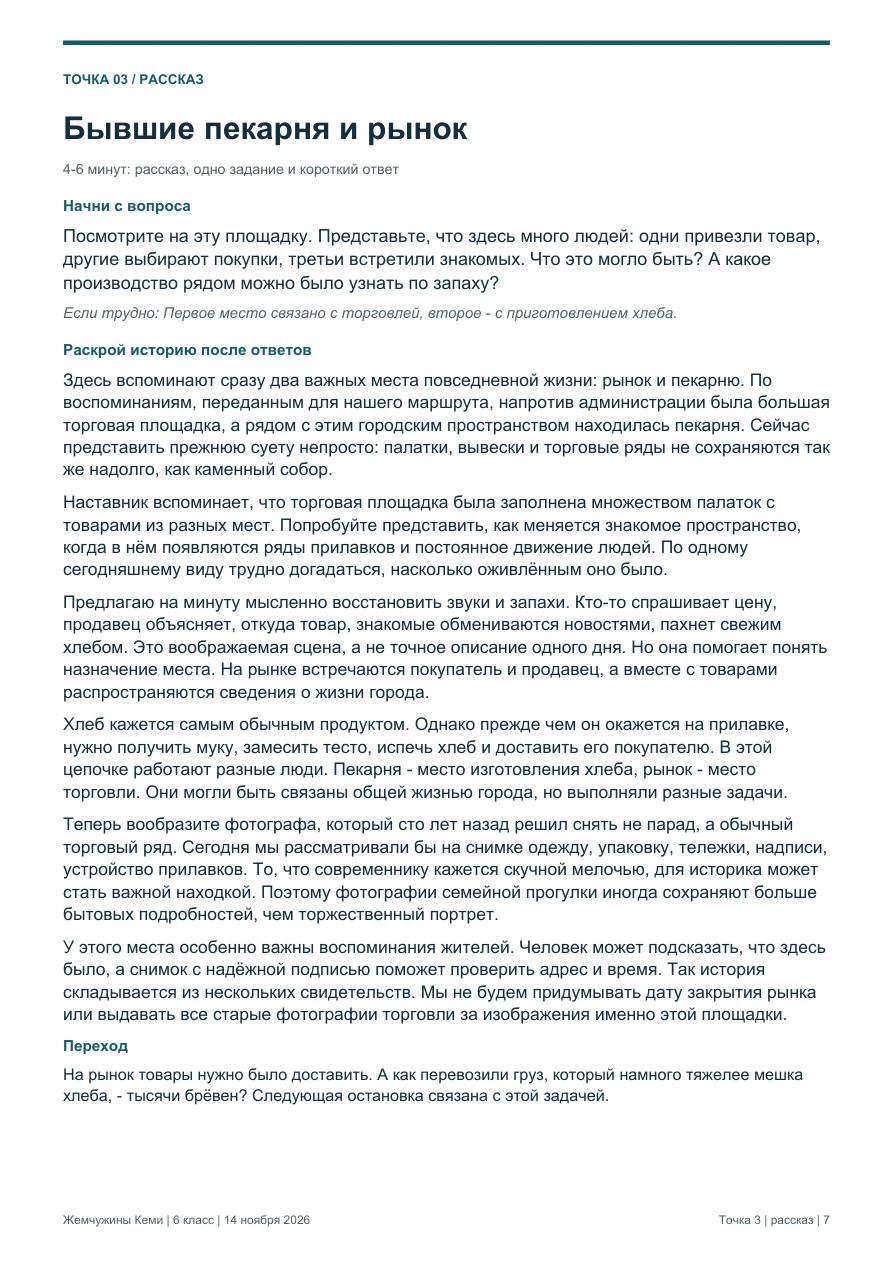 ТОЧКА 03 / РАССКАЗ
Бывшие пекарня и рынок
4-6 минут: рассказ, одно задание и короткий ответ
Начни с вопроса
Посмотрите на эту площадку. Представьте, что здесь много людей: одни привезли товар,
другие выбирают покупки, третьи встретили знакомых. Что это могло быть? А какое
производство рядом можно было узнать по запаху?
Если трудно: Первое место связано с торговлей, второе - с приготовлением хлеба.
Раскрой историю после ответов
Здесь вспоминают сразу два важных места повседневной жизни: рынок и пекарню. По
воспоминаниям, переданным для нашего маршрута, напротив администрации была большая
торговая площадка, а рядом с этим городским пространством находилась пекарня. Сейчас
представить прежнюю суету непросто: палатки, вывески и торговые ряды не сохраняются так
же надолго, как каменный собор.
Наставник вспоминает, что торговая площадка была заполнена множеством палаток с
товарами из разных мест. Попробуйте представить, как меняется знакомое пространство,
когда в нём появляются ряды прилавков и постоянное движение людей. По одному
сегодняшнему виду трудно догадаться, насколько оживлённым оно было.
Предлагаю на минуту мысленно восстановить звуки и запахи. Кто-то спрашивает цену,
продавец объясняет, откуда товар, знакомые обмениваются новостями, пахнет свежим
хлебом. Это воображаемая сцена, а не точное описание одного дня. Но она помогает понять
назначение места. На рынке встречаются покупатель и продавец, а вместе с товарами
распространяются сведения о жизни города.
Хлеб кажется самым обычным продуктом. Однако прежде чем он окажется на прилавке,
нужно получить муку, замесить тесто, испечь хлеб и доставить его покупателю. В этой
цепочке работают разные люди. Пекарня - место изготовления хлеба, рынок - место
торговли. Они могли быть связаны общей жизнью города, но выполняли разные задачи.
Теперь вообразите фотографа, который сто лет назад решил снять не парад, а обычный
торговый ряд. Сегодня мы рассматривали бы на снимке одежду, упаковку, тележки, надписи,
устройство прилавков. То, что современнику кажется скучной мелочью, для историка может
стать важной находкой. Поэтому фотографии семейной прогулки иногда сохраняют больше
бытовых подробностей, чем торжественный портрет.
У этого места особенно важны воспоминания жителей. Человек может подсказать, что здесь
было, а снимок с надёжной подписью поможет проверить адрес и время. Так история
складывается из нескольких свидетельств. Мы не будем придумывать дату закрытия рынка
или выдавать все старые фотографии торговли за изображения именно этой площадки.
Переход
На рынок товары нужно было доставить. А как перевозили груз, который намного тяжелее мешка
хлеба, - тысячи брёвен? Следующая остановка связана с этой задачей.
Жемчужины Кеми | 6 класс | 14 ноября 2026
Точка 3 | рассказ | 7